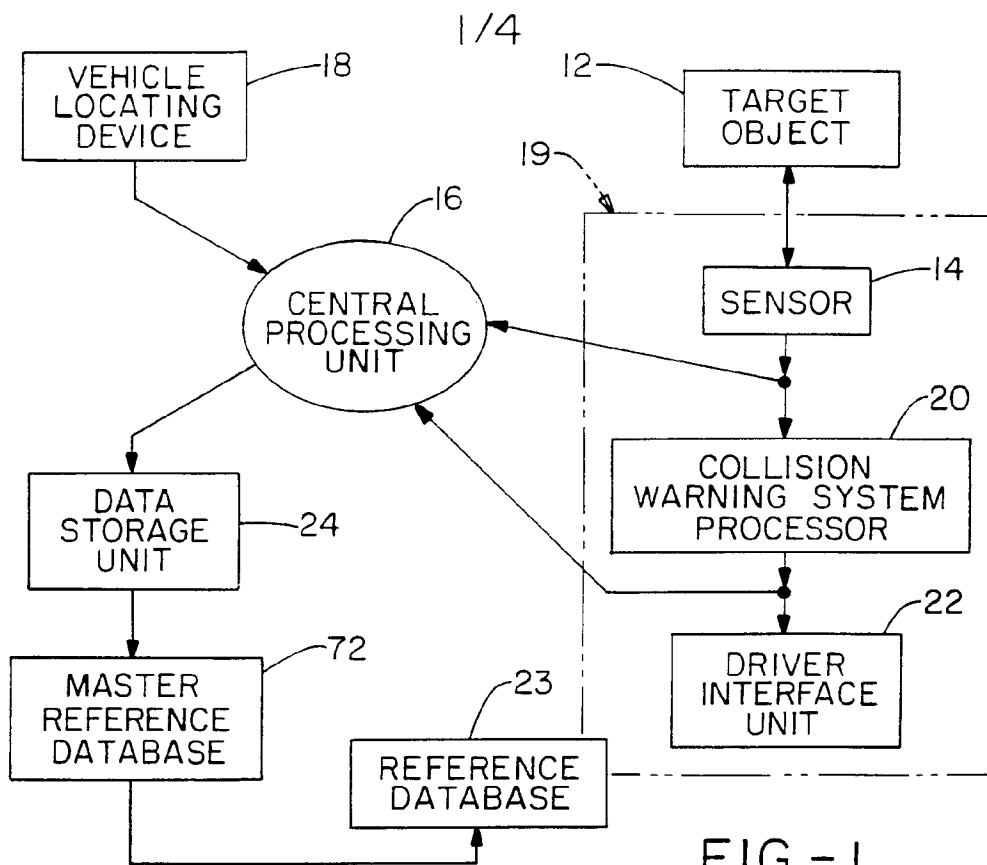 1/4
VEHICLE
LOCATING
DEVICE
18
12
TARGET
OBJECT
19
16
14
SENSOR
CENTRAL
PROCESSING
UNIT
20
COLLISION
WARNING SYSTEM
PROCESSOR
DATA
STORAGE
UNIT
24
22
DRIVER
INTERFACE
UNIT
72
MASTER
REFERENCE
DATABASE
23
REFERENCE
DATABASE
FIG.-1